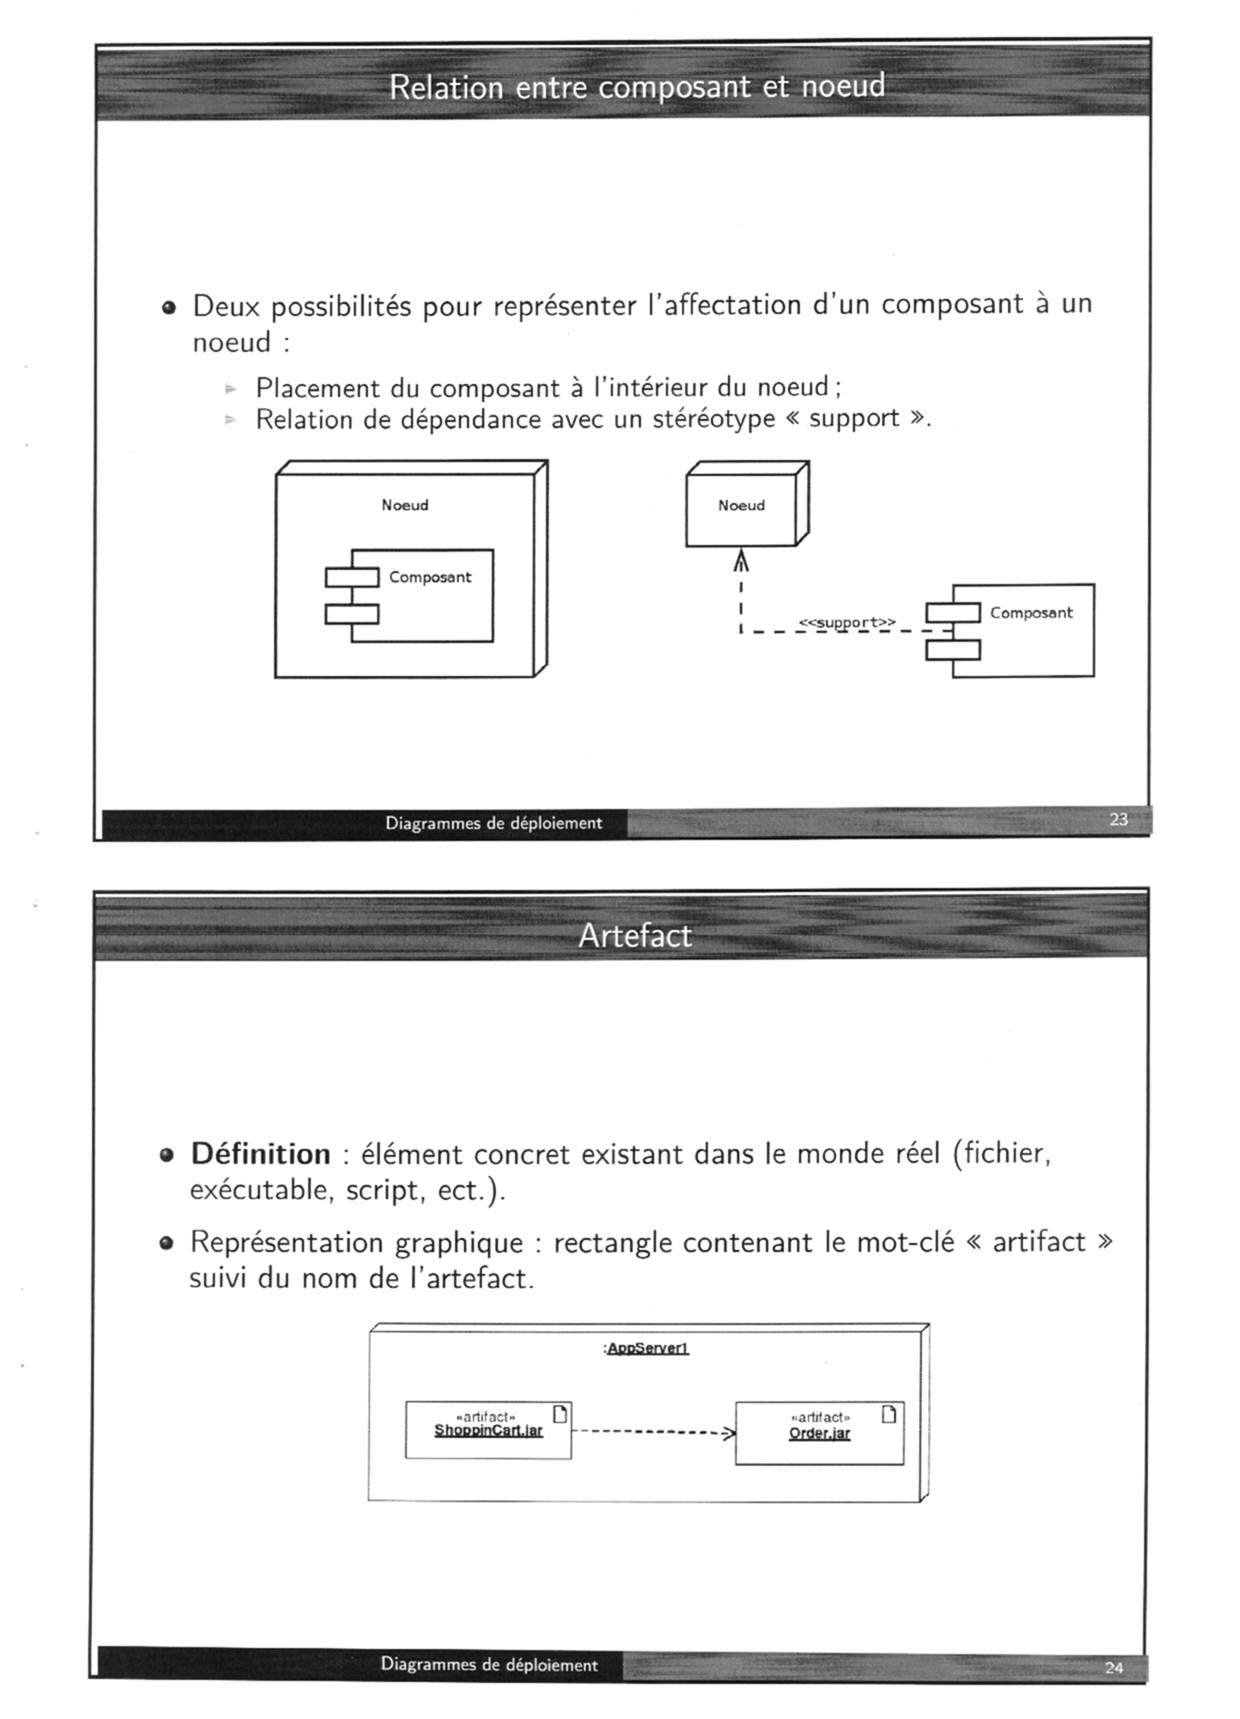 Relation entre composant et noeud
Deux possibilités pour représenter l'affectation d'un composant à un
noeud :
Placement du composant à l'intérieur du noeud ;
Relation de dépendance avec un stéréotype « support ».
Noeud
Composant
Noeud
<<support>>
Composant
Diagrammes de déploiement
23
Artefact
Définition : élément concret existant dans le monde réel (fichier,
exécutable, script, ect.).
Représentation graphique : rectangle contenant le mot-clé « artifact »
suivi du nom de l'artefact.
:AppServer1
«artifact»
ShoppinCart.jar
«artifact»
Order.jar
Diagrammes de déploiement
24